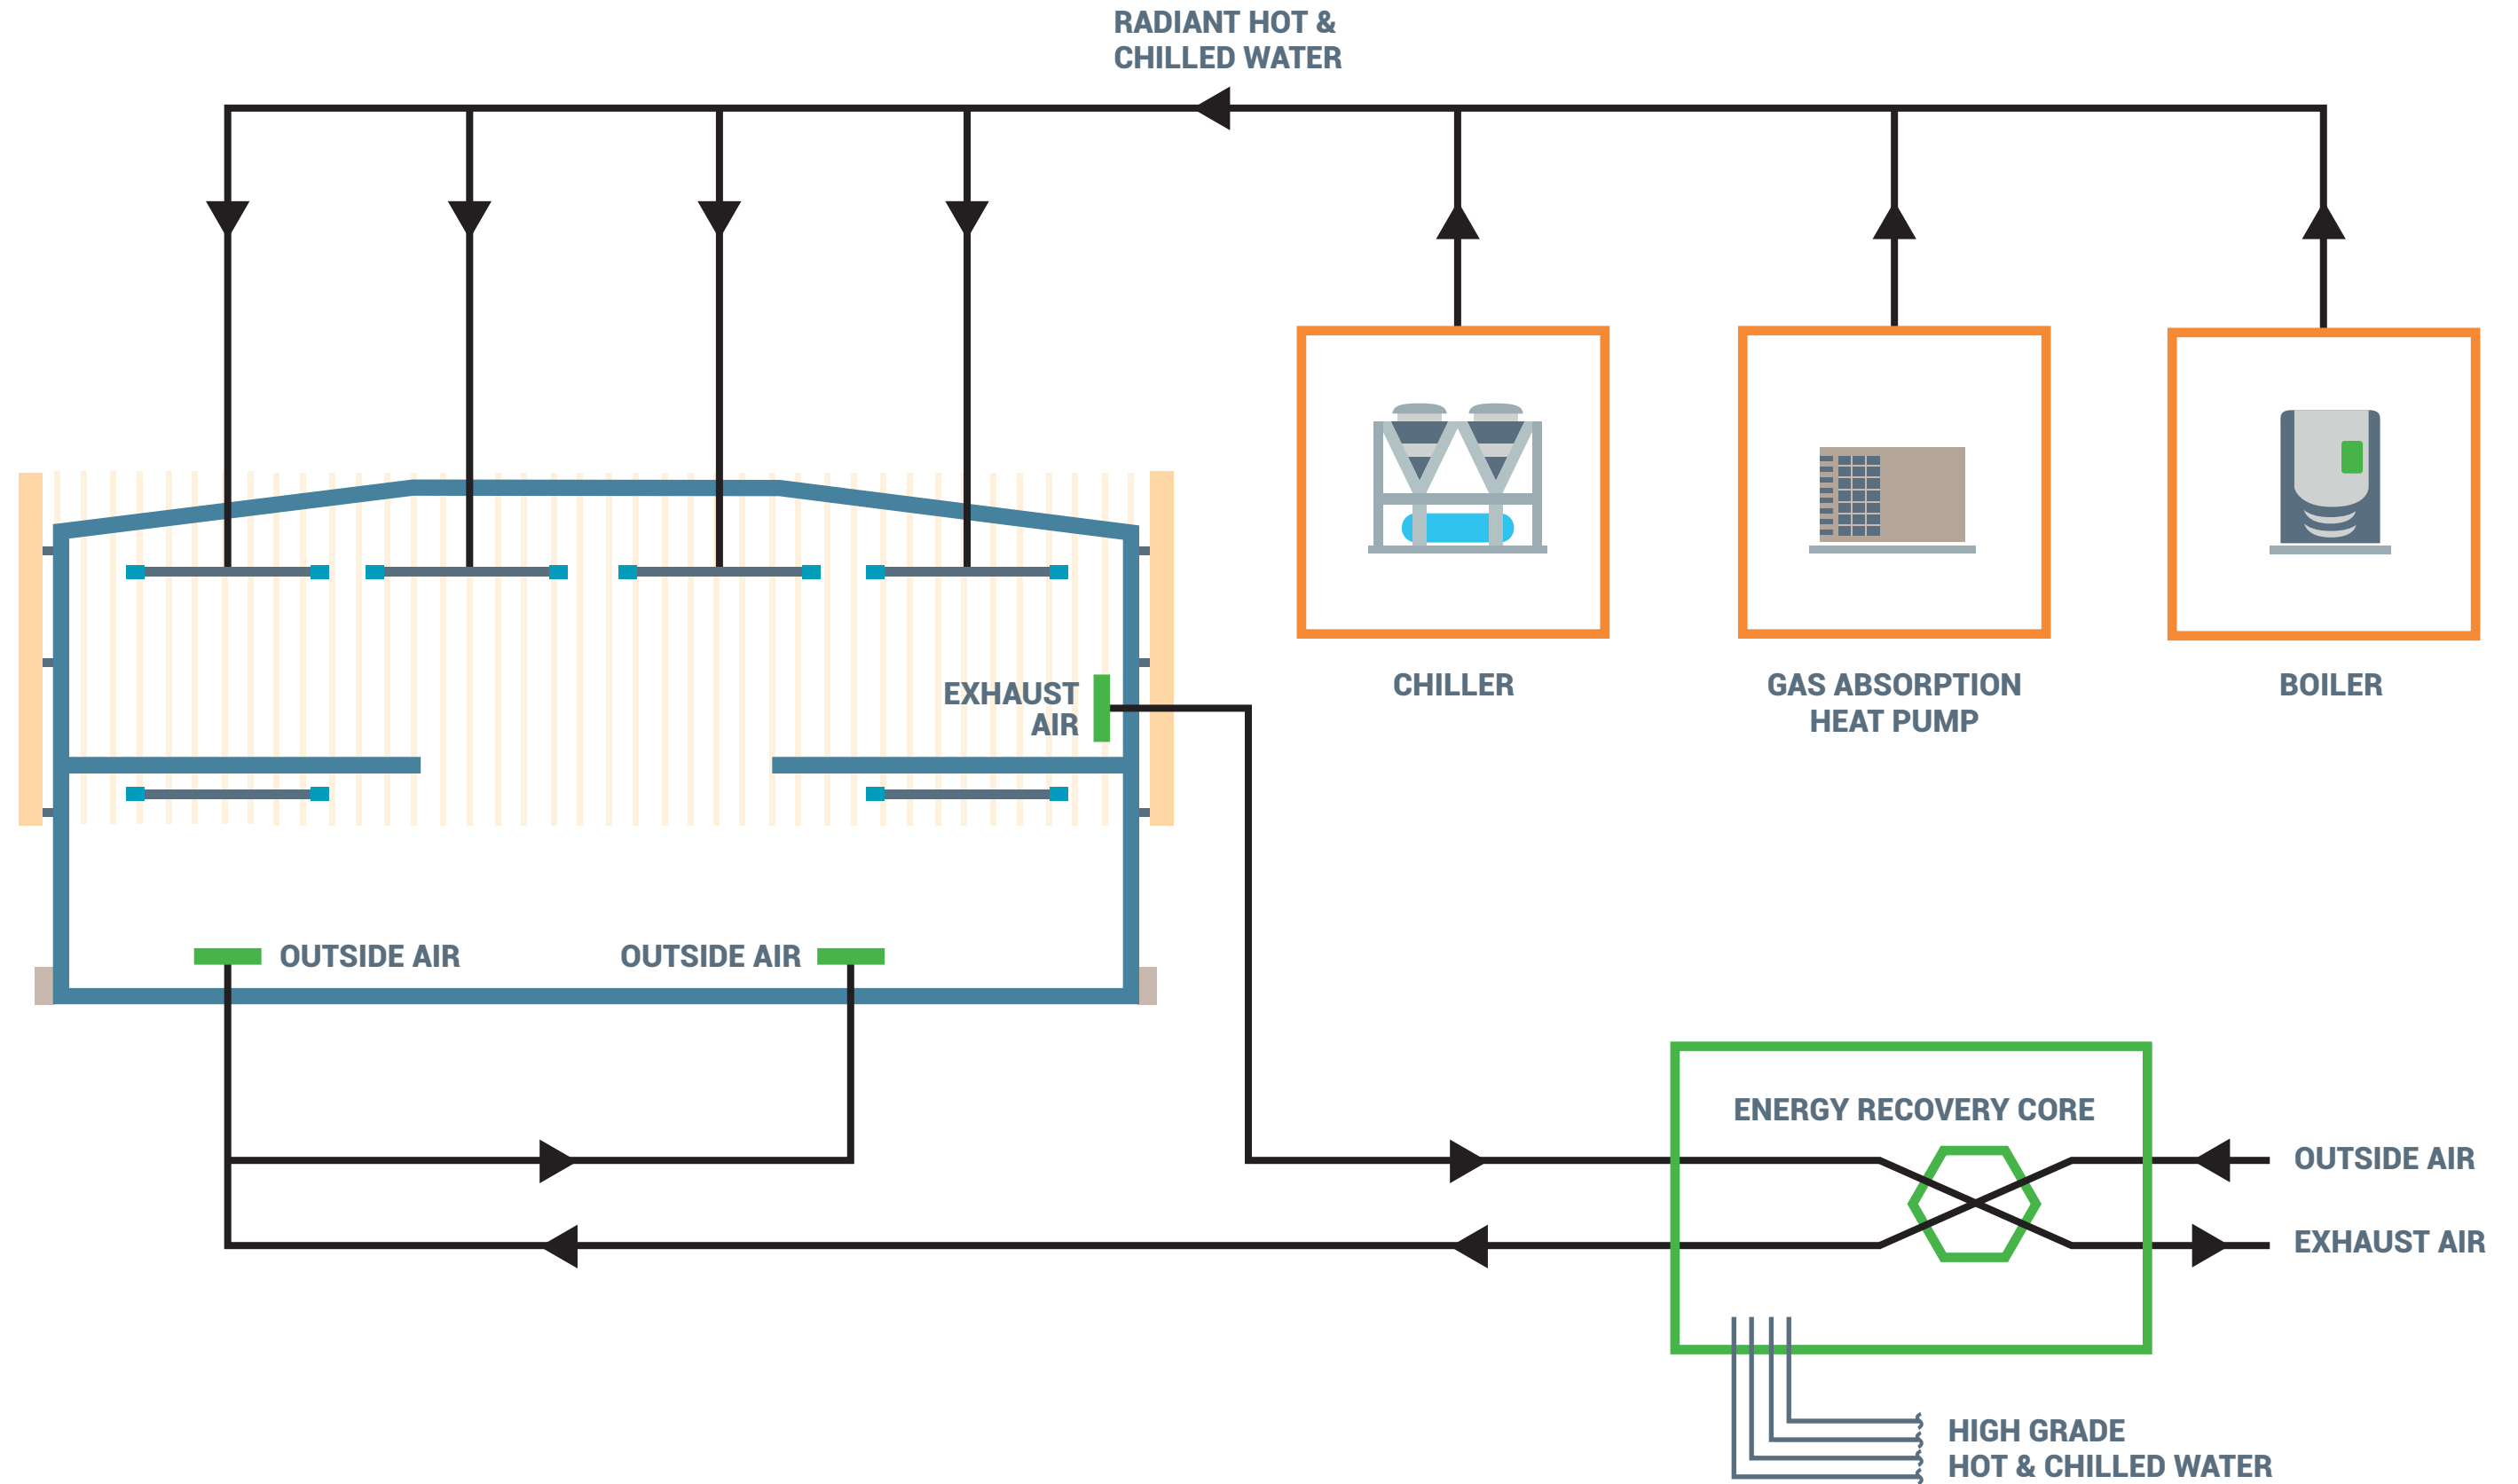 RADIANT HOT &
CHILLED WATER
CHILLER
GAS ABSORPTION
HEAT PUMP
BOILER
EXHAUST
AIR
OUTSIDE AIR
OUTSIDE AIR
ENERGY RECOVERY CORE
OUTSIDE AIR
EXHAUST AIR
HIGH GRADE
HOT & CHILLED WATER